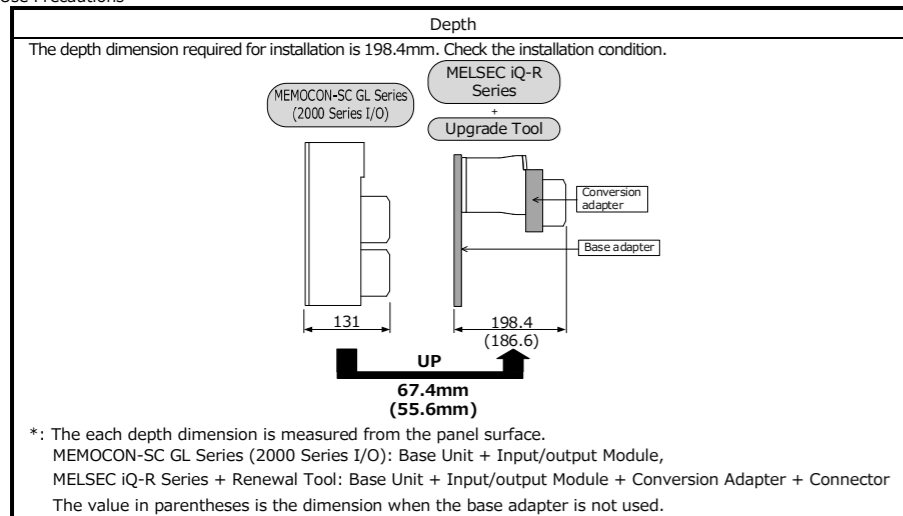 Use Precautions
Depth
The depth dimension required for installation is 198.4mm. Check the installation condition.
MEMOCON-SC GL Series
(2000 Series I/O)
MELSEC iQ-R
Series
+
Upgrade Tool
Conversion
adapter
Base adapter
131
198.4
(186.6)
UP
67.4mm
(55.6mm)
*: The each depth dimension is measured from the panel surface.
MEMOCON-SC GL Series (2000 Series I/O): Base Unit + Input/output Module,
MELSEC iQ-R Series + Renewal Tool: Base Unit + Input/output Module + Conversion Adapter + Connector
The value in parentheses is the dimension when the base adapter is not used.